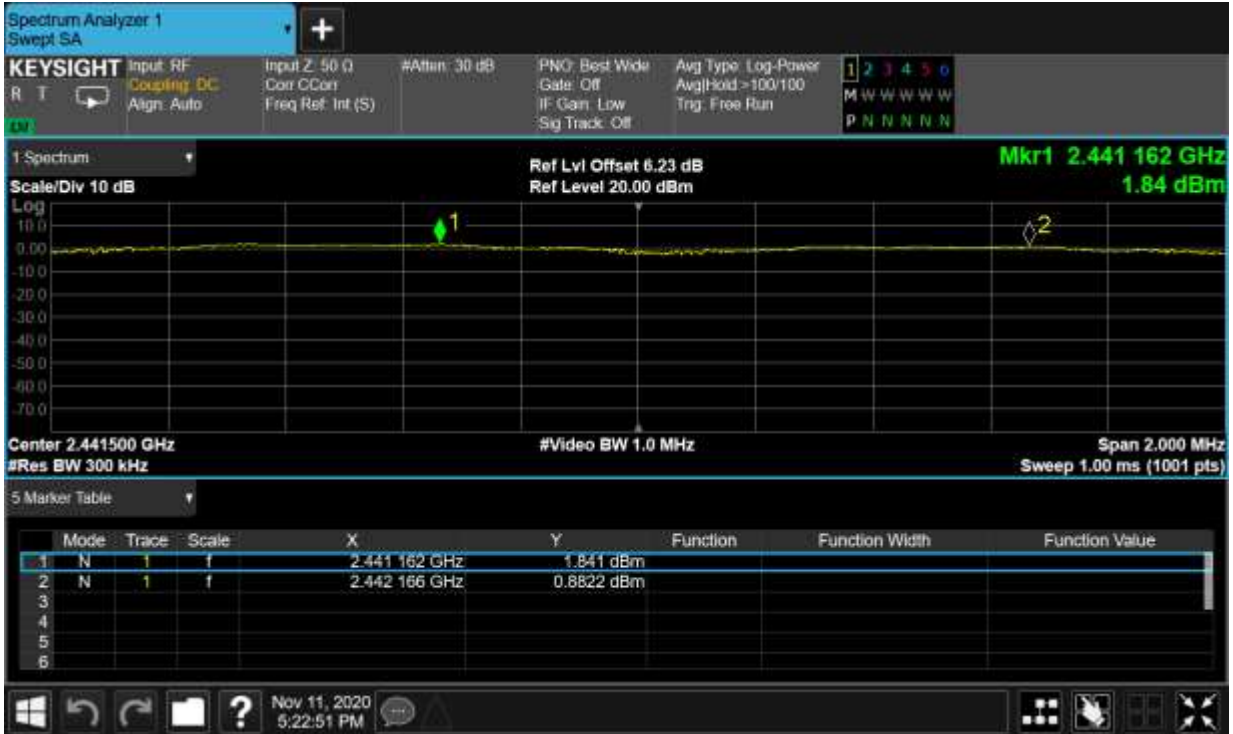 Spectrum Analyzer 1
Swept SA
+
KEYSIGHT Input: RF
R T
Coupling: DC
Align: Auto
Input Z: 50 Ω
Corr CCorr
Freq Ref: Int (S)
#Atten: 30 dB
PNO: Best Wide
Gate: Off
IF Gain: Low
Sig Track: Off
Avg Type: Log-Power
Avg|Hold:>100/100
Trig: Free Run
1 2 3 4 5 6
M W W W W W
P N N N N N
1 Spectrum
Scale/Div 10 dB
Ref Lvl Offset 6.23 dB
Ref Level 20.00 dBm
Mkr1 2.441 162 GHz
1.84 dBm
Log
10.0
0.00
-10.0
-20.0
-30.0
-40.0
-50.0
-60.0
-70.0
1
2
Center 2.441500 GHz
#Video BW 1.0 MHz
Span 2.000 MHz
#Res BW 300 kHz
Sweep 1.00 ms (1001 pts)
5 Marker Table
Mode Trace Scale X Y Function Function Width Function Value
1 N 1 f 2.441 162 GHz 1.841 dBm
2 N 1 f 2.442 166 GHz 0.8822 dBm
3
4
5
6
?
Nov 11, 2020
5:22:51 PM